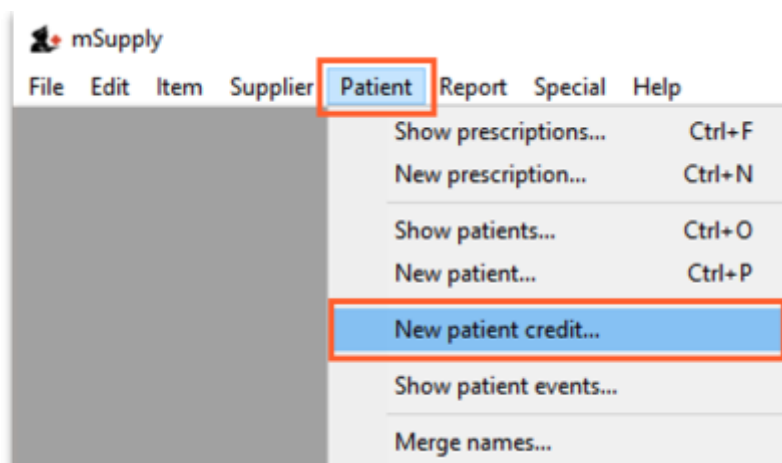 mSupply
File Edit Item Supplier Patient Report Special Help
Show prescriptions... Ctrl+F
New prescription... Ctrl+N
Show patients... Ctrl+O
New patient... Ctrl+P
New patient credit...
Show patient events...
Merge names...